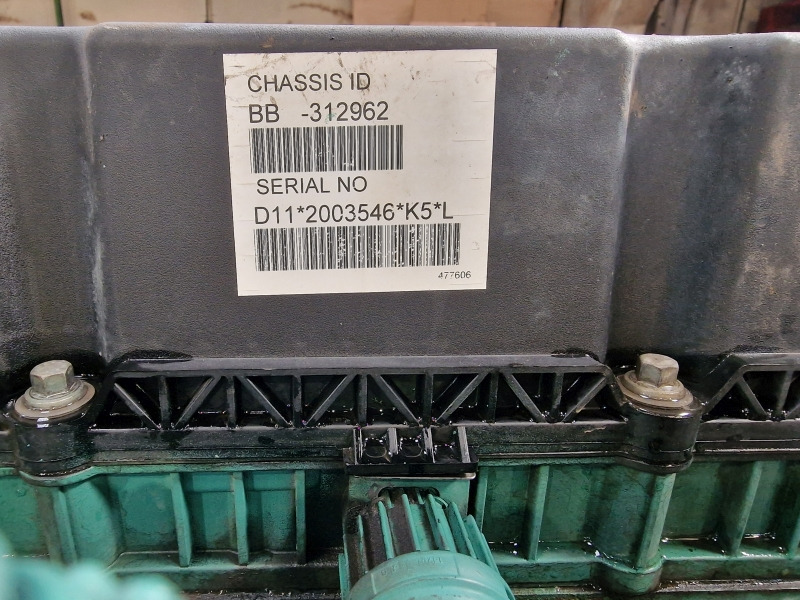 CHASSIS ID
BB -312962
SERIAL NO
D11*2003546*K5*L
477606